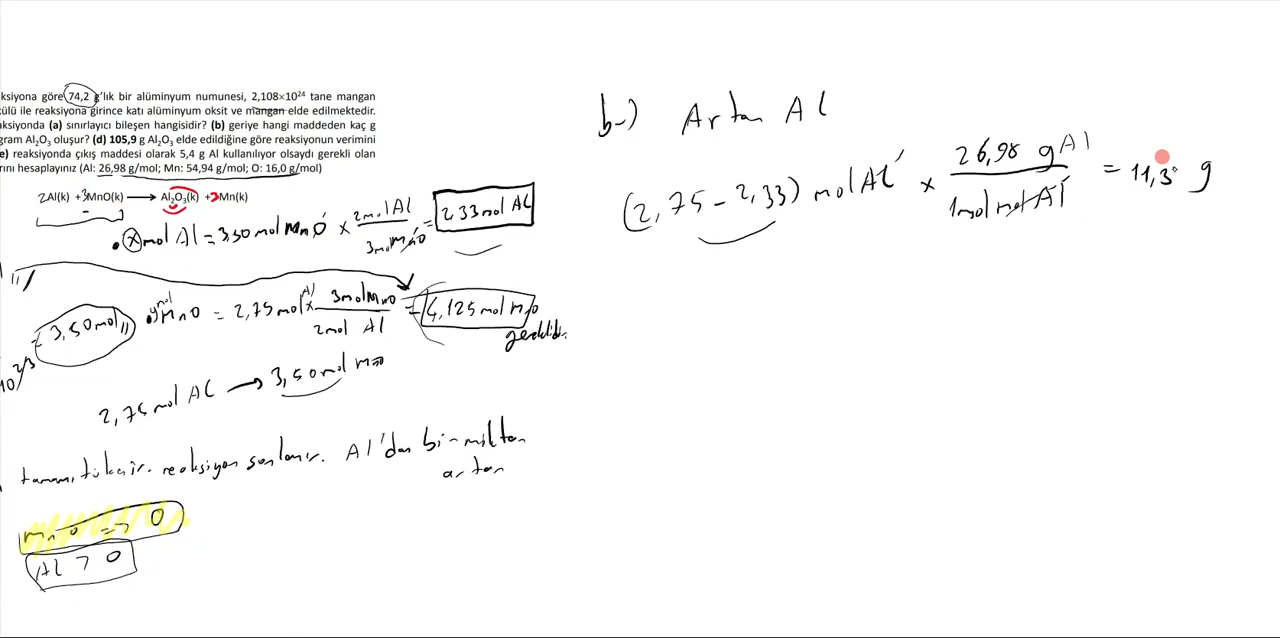 ksiyona göre 74,2 g'lık bir alüminyum numunesi, 2,108×10²⁴ tane mangan
külü ile reaksiyona girince katı alüminyum oksit ve mangan elde edilmektedir.
aksiyonda (a) sınırlayıcı bileşen hangisidir? (b) geriye hangi maddeden kaç g
gram Al₂O₃ oluşur? (d) 105,9 g Al₂O₃ elde edildiğine göre reaksiyonun verimini
e) reaksiyonda çıkış maddesi olarak 5,4 g Al kullanılıyor olsaydı gerekli olan
arını hesaplayınız (Al: 26,98 g/mol; Mn: 54,94 g/mol; O: 16,0 g/mol)
2Al(k) +3MnO(k) → Al₂O₃(k) +3Mn(k)
x mol Al = 3,50 mol MnO × 2 mol Al / 3 mol MnO = 2,33 mol Al
= 3,50 mol
y mol MnO = 2,75 mol Al × 3 mol MnO / 2 mol Al = 4,125 mol MnO
10²³
2,75 mol Al → 3,50 mol MnO
tamamı tükenir. reaksiyon sonlanır. Al'dan bir miktar
artar
MnO => 0
Al > 0
b-) Artan Al
(2,75 - 2,33) mol Al × 26,98 g Al / 1 mol Al = 11,3 g